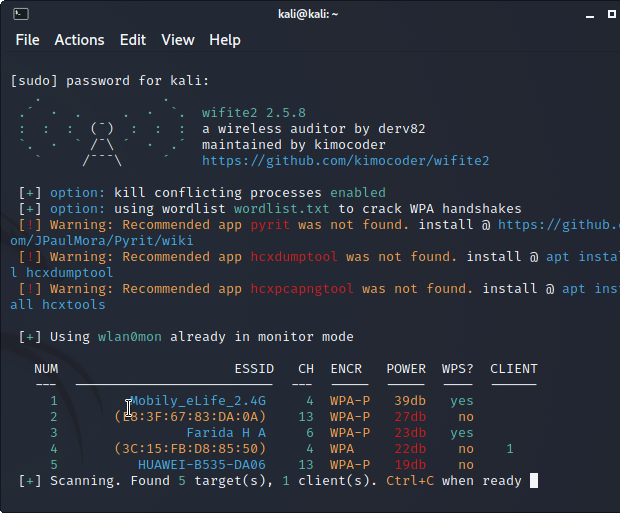 kali@kali: ~
File Actions Edit View Help
[sudo] password for kali:
wifite2 2.5.8
a wireless auditor by derv82
maintained by kimocoder
https://github.com/kimocoder/wifite2
[+] option: kill conflicting processes enabled
[+] option: using wordlist wordlist.txt to crack WPA handshakes
[!] Warning: Recommended app pyrit was not found. install @ https://github.c
om/JPaulMora/Pyrit/wiki
[!] Warning: Recommended app hcxdumptool was not found. install @ apt instal
l hcxdumptool
[!] Warning: Recommended app hcxpcapngtool was not found. install @ apt inst
all hcxtools
[+] Using wlan0mon already in monitor mode
NUM ESSID CH ENCR POWER WPS? CLIENT
1 Mobily_eLife_2.4G 4 WPA-P 39db yes
2 (E8:3F:67:83:DA:0A) 13 WPA-P 27db no
3 Farida H A 6 WPA-P 23db yes
4 (3C:15:FB:D8:85:50) 4 WPA 22db no 1
5 HUAWEI-B535-DA06 13 WPA-P 19db no
[+] Scanning. Found 5 target(s), 1 client(s). Ctrl+C when ready